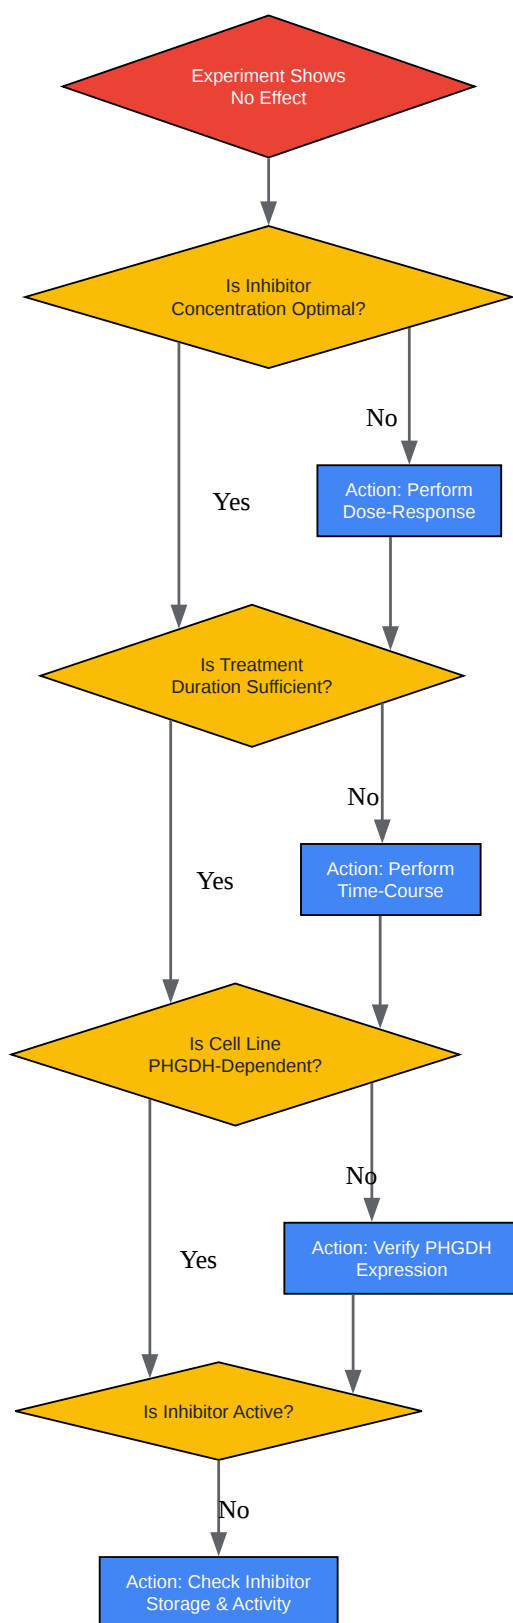 Experiment Shows
No Effect
Is Inhibitor
Concentration Optimal?
No
Action: Perform
Dose-Response
Yes
Is Treatment
Duration Sufficient?
No
Action: Perform
Time-Course
Yes
Is Cell Line
PHGDH-Dependent?
No
Action: Verify PHGDH
Expression
Yes
Is Inhibitor Active?
No
Action: Check Inhibitor
Storage & Activity